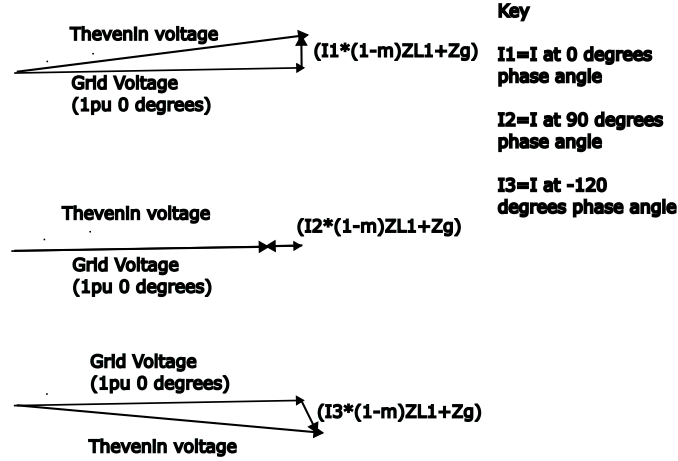 Thevenin voltage
(I1*(1-m)ZL1+Zg)
Grid Voltage
(1pu 0 degrees)
Key
I1=I at 0 degrees
phase angle
I2=I at 90 degrees
phase angle
I3=I at -120
degrees phase angle
Thevenin voltage
(I2*(1-m)ZL1+Zg)
Grid Voltage
(1pu 0 degrees)
Grid Voltage
(1pu 0 degrees)
(I3*(1-m)ZL1+Zg)
Thevenin voltage